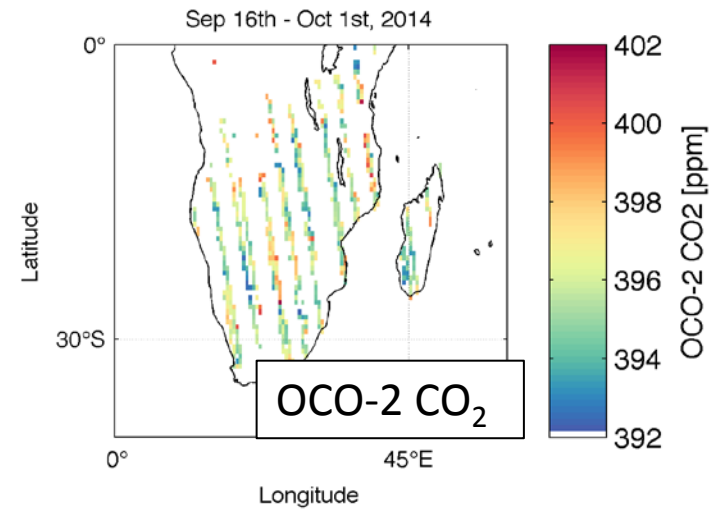 Sep 16th - Oct 1st, 2014
0°
30°S
Latitude
0°
45°E
Longitude
OCO-2 CO₂
402
400
398
396
394
392
OCO-2 CO2 [ppm]